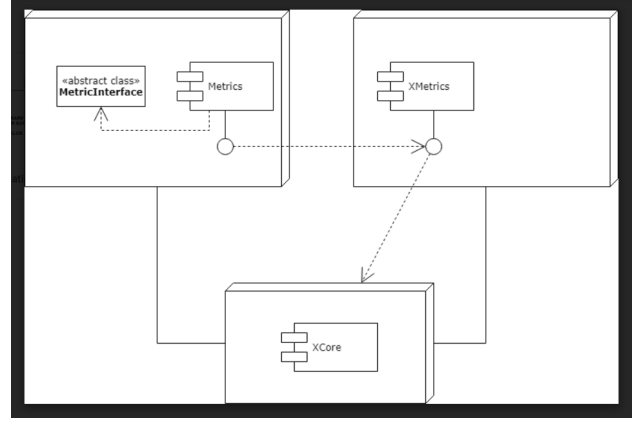 «abstract class»
MetricInterface
Metrics
XMetrics
XCore